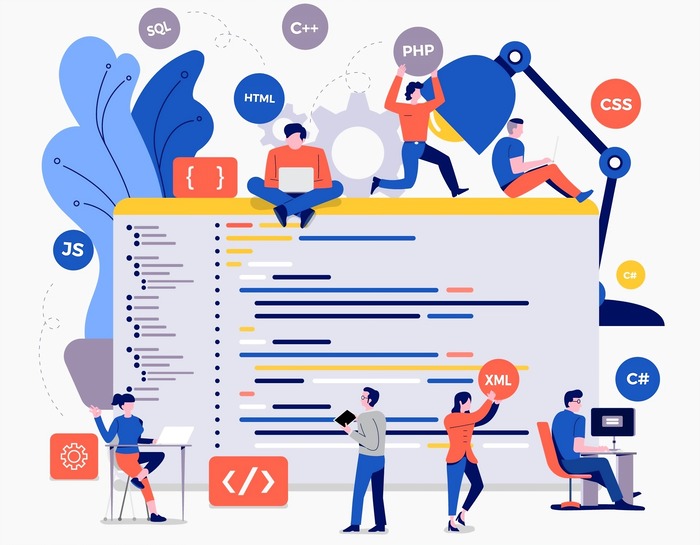 SQL
C++
PHP
HTML
CSS
{ }
JS
C#
XML
C#
</>